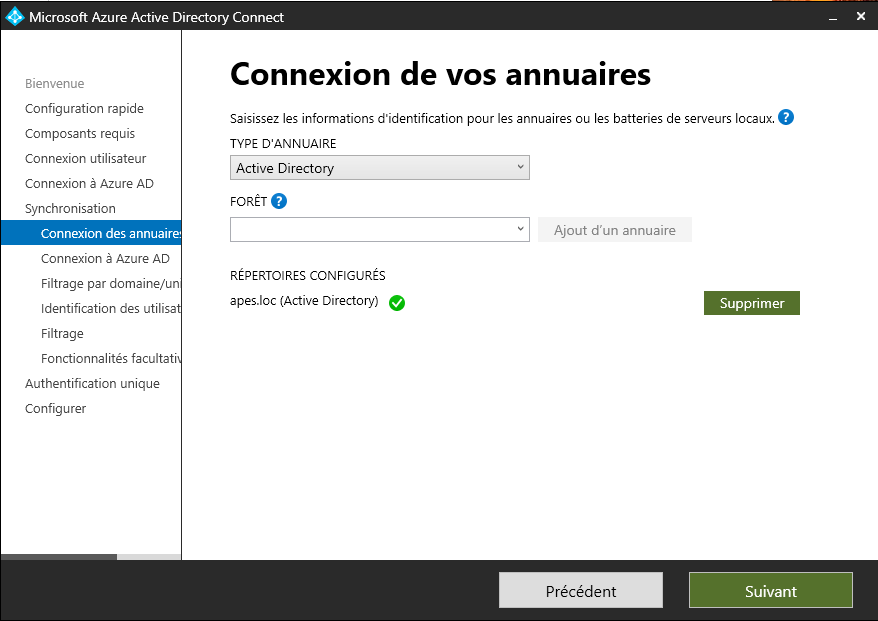 Microsoft Azure Active Directory Connect
Bienvenue
Configuration rapide
Composants requis
Connexion utilisateur
Connexion à Azure AD
Synchronisation
Connexion des annuaires
Connexion à Azure AD
Filtrage par domaine/uni
Identification des utilisat
Filtrage
Fonctionnalités facultativ
Authentification unique
Configurer
Connexion de vos annuaires
Saisissez les informations d'identification pour les annuaires ou les batteries de serveurs locaux. ?
TYPE D'ANNUAIRE
Active Directory
FORÊT ?
Ajout d'un annuaire
RÉPERTOIRES CONFIGURÉS
apes.loc (Active Directory)
Supprimer
Précédent
Suivant